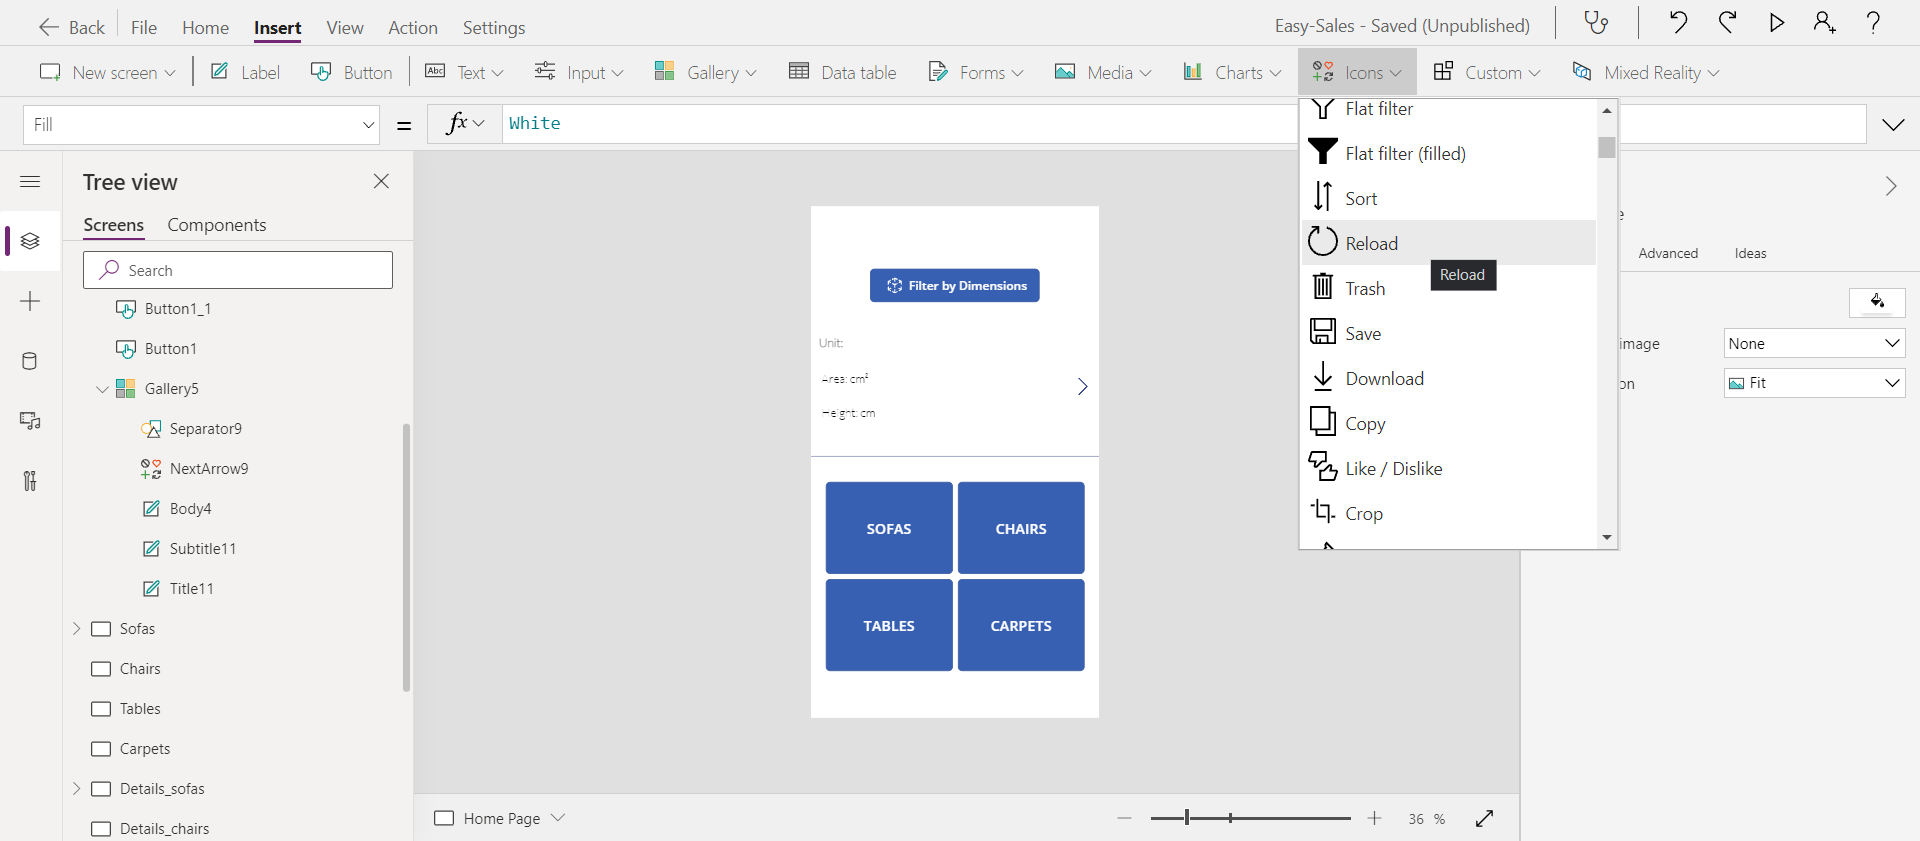 Back File Home Insert View Action Settings Easy-Sales - Saved (Unpublished)
New screen Label Button Text Input Gallery Data table Forms Media Charts Icons Custom Mixed Reality
Fill = fx White
Tree view
Screens Components
Search
Button1_1
Button1
Gallery5
Separator9
NextArrow9
Body4
Subtitle11
Title11
Sofas
Chairs
Tables
Carpets
Details_sofas
Details_chairs
Filter by Dimensions
Unit:
Area: cm²
Height: cm
SOFAS CHAIRS
TABLES CARPETS
Home Page
36 %
Flat filter
Flat filter (filled)
Sort
Reload
Reload
Trash
Save
Download
Copy
Like / Dislike
Crop
Advanced Ideas
image None
on Fit